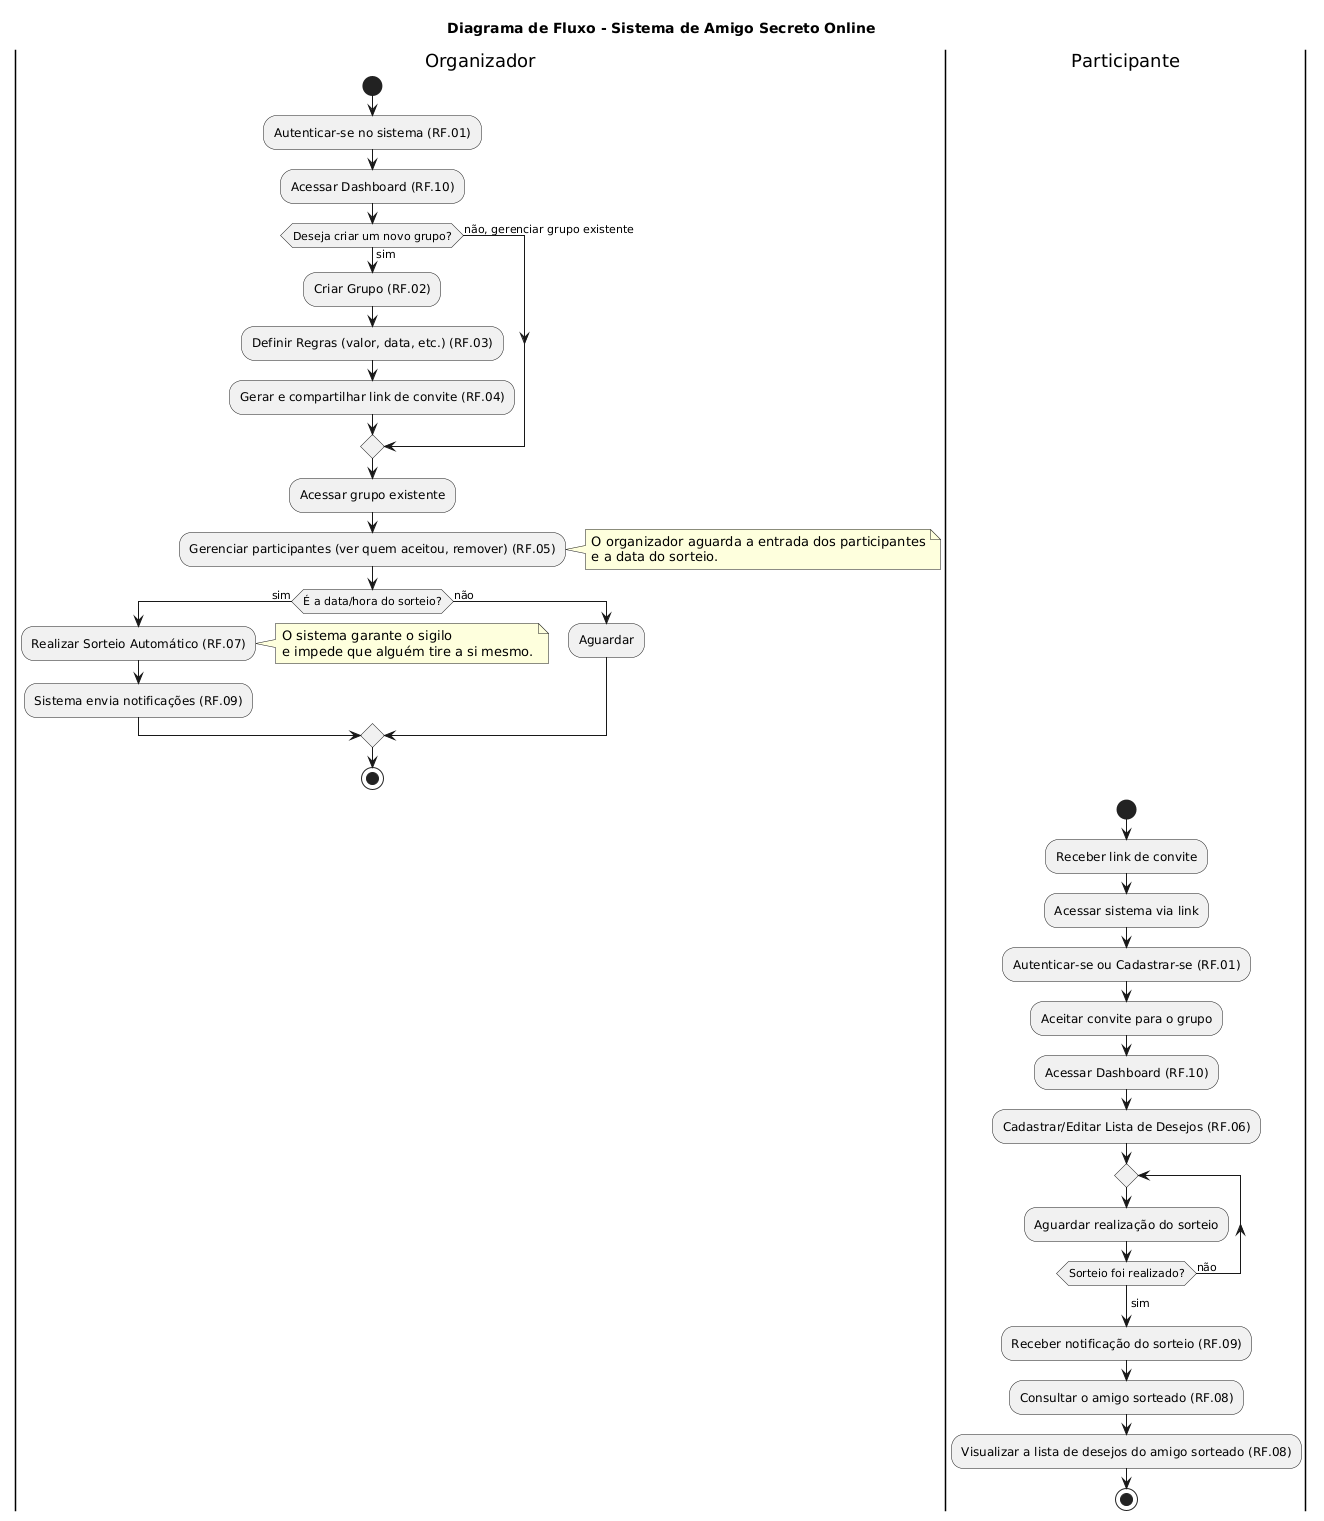 Diagrama de Fluxo - Sistema de Amigo Secreto Online
Organizador
Participante
Autenticar-se no sistema (RF.01)
Acessar Dashboard (RF.10)
Deseja criar um novo grupo?
não, gerenciar grupo existente
sim
Criar Grupo (RF.02)
Definir Regras (valor, data, etc.) (RF.03)
Gerar e compartilhar link de convite (RF.04)
Acessar grupo existente
Gerenciar participantes (ver quem aceitou, remover) (RF.05)
O organizador aguarda a entrada dos participantes
e a data do sorteio.
sim
É a data/hora do sorteio?
não
Realizar Sorteio Automático (RF.07)
O sistema garante o sigilo
e impede que alguém tire a si mesmo.
Aguardar
Sistema envia notificações (RF.09)
Receber link de convite
Acessar sistema via link
Autenticar-se ou Cadastrar-se (RF.01)
Aceitar convite para o grupo
Acessar Dashboard (RF.10)
Cadastrar/Editar Lista de Desejos (RF.06)
Aguardar realização do sorteio
Sorteio foi realizado?
não
sim
Receber notificação do sorteio (RF.09)
Consultar o amigo sorteado (RF.08)
Visualizar a lista de desejos do amigo sorteado (RF.08)